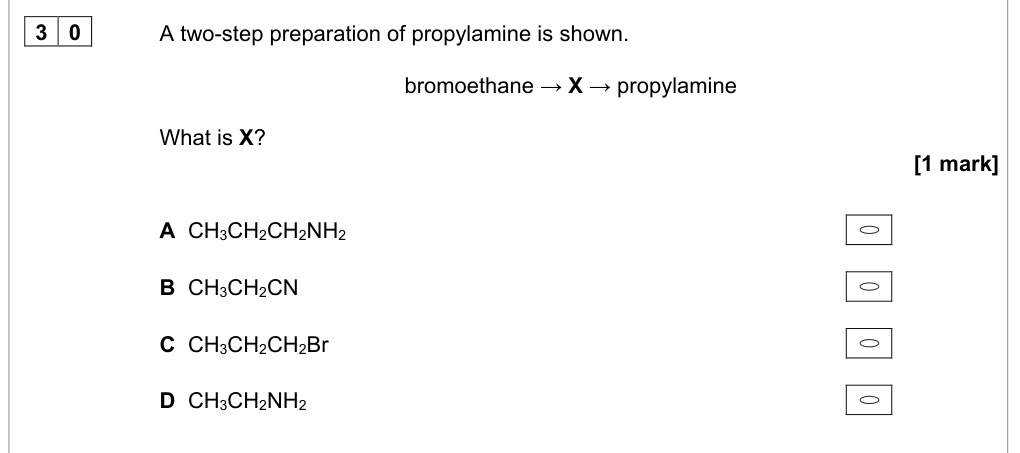 3 0 A two-step preparation of propylamine is shown.
bromoethane → X → propylamine
What is X?
[1 mark]
A CH₃CH₂CH₂NH₂
B CH₃CH₂CN
C CH₃CH₂CH₂Br
D CH₃CH₂NH₂